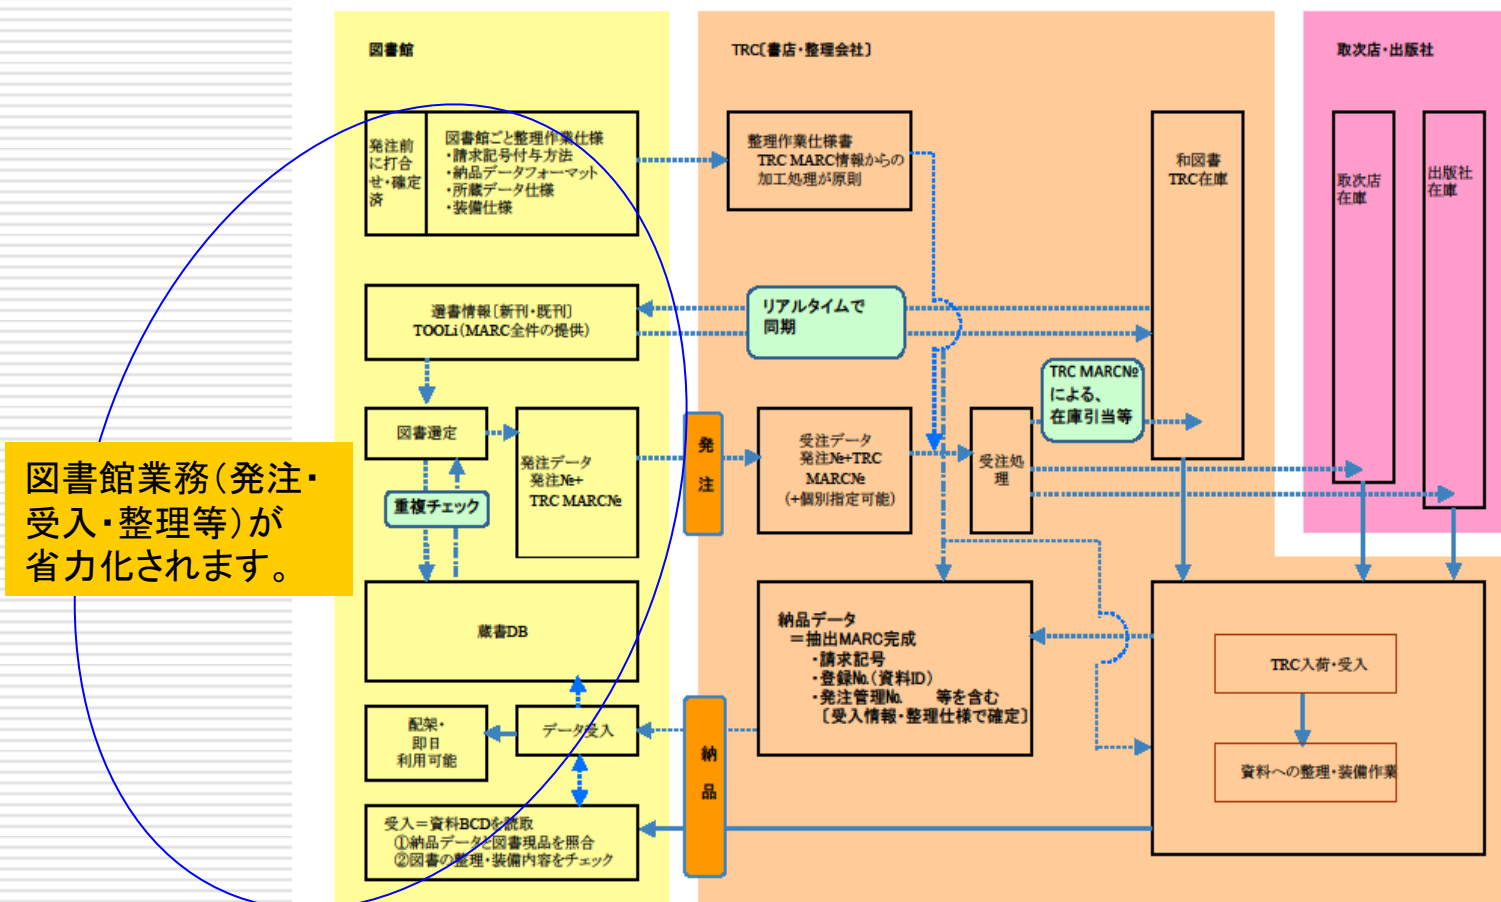 図書館
TRC〔書店・整理会社〕
取次店・出版社
発注前
に打合
せ・確定
済
図書館ごと整理作業仕様
・請求記号付与方法
・納品データフォーマット
・所蔵データ仕様
・装備仕様
整理作業仕様書
TRC MARC情報からの
加工処理が原則
和図書
TRC在庫
取次店
在庫
出版社
在庫
選書情報〔新刊・既刊〕
TOOLi(MARC全件の提供)
リアルタイムで
同期
TRC MARC№
による、
在庫引当等
図書選定
発注データ
発注№+
TRC MARC№
発
注
受注データ
発注№+TRC
MARC№
(+個別指定可能)
受注処
理
重複チェック
図書館業務(発注・
受入・整理等)が
省力化されます。
蔵書DB
納品データ
=抽出MARC完成
・請求記号
・登録№(資料ID)
・発注管理№ 等を含む
〔受入情報・整理仕様で確定〕
TRC入荷・受入
資料への整理・装備作業
配架・
即日
利用可能
データ受入
納
品
受入=資料BCDを読取
①納品データと図書現品を照合
②図書の整理・装備内容をチェック